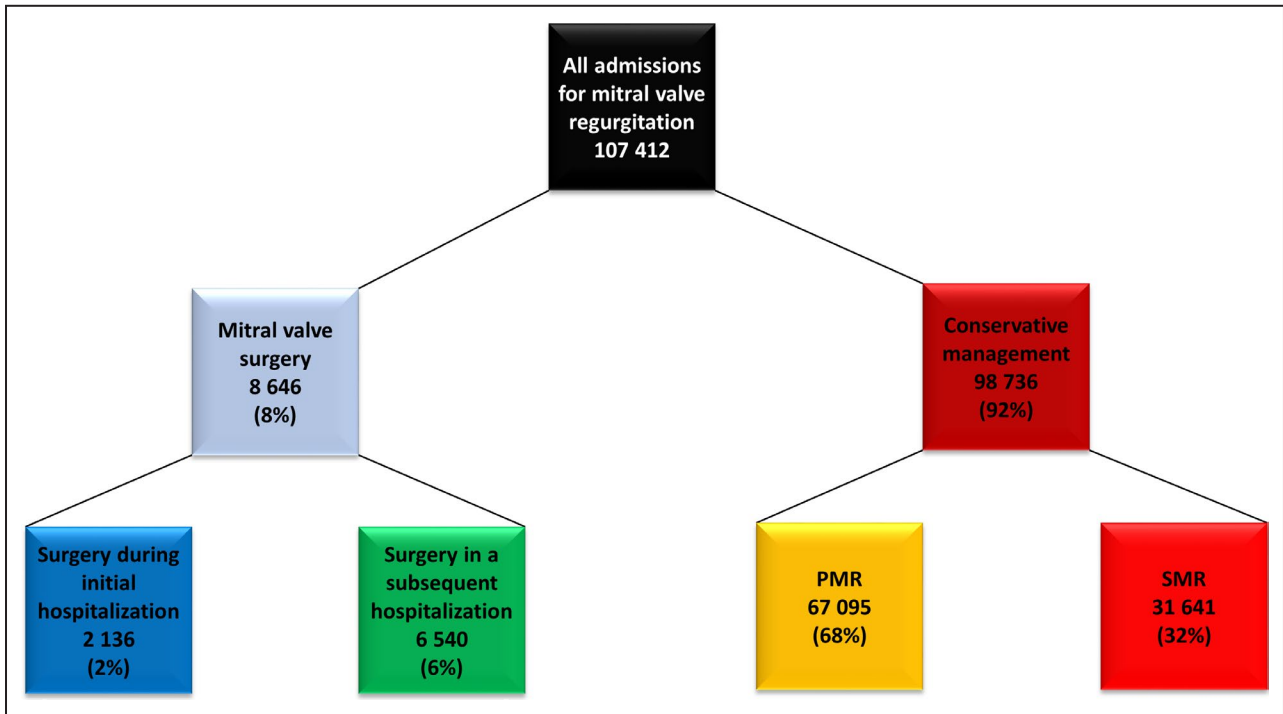 All admissions
for mitral valve
regurgitation
107 412
Mitral valve
surgery
8 646
(8%)
Conservative
management
98 736
(92%)
Surgery during
initial
hospitalization
2 136
(2%)
Surgery in a
subsequent
hospitalization
6 540
(6%)
PMR
67 095
(68%)
SMR
31 641
(32%)